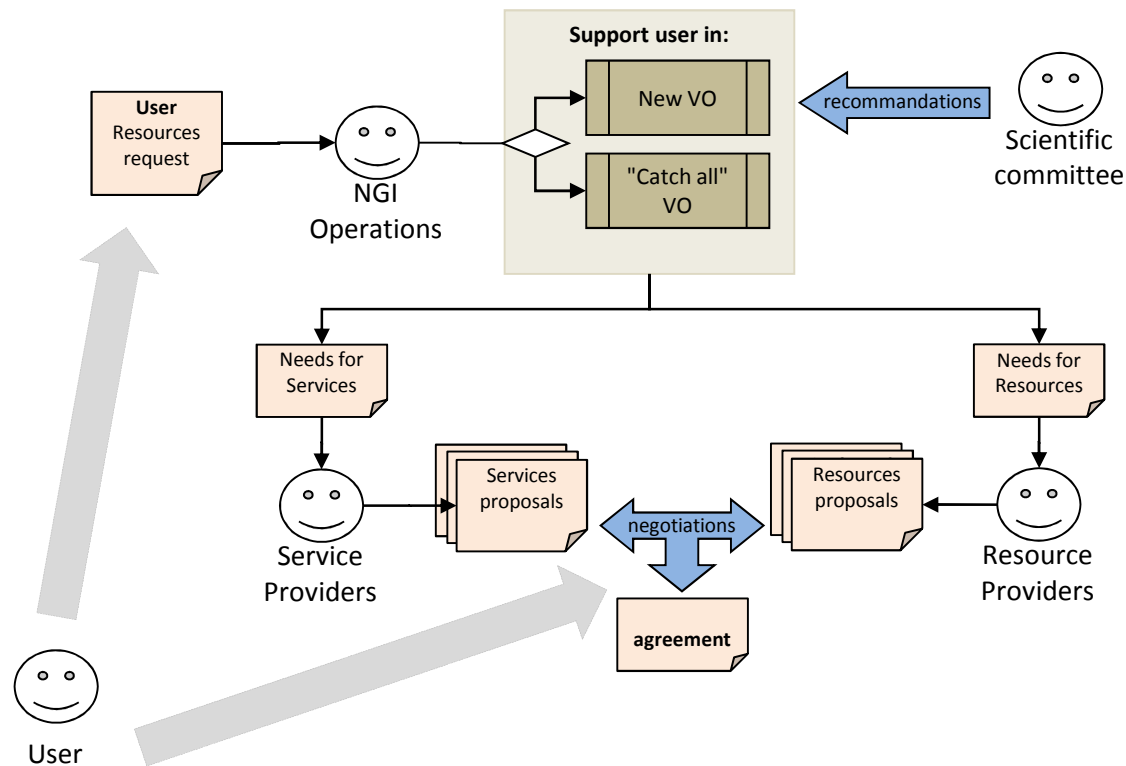 Support user in:
New VO
"Catch all"
VO
recommandations
Scientific
committee
User
Resources
request
NGI
Operations
Needs for
Services
Needs for
Resources
Services
proposals
Resources
proposals
negotiations
Service
Providers
Resource
Providers
agreement
User